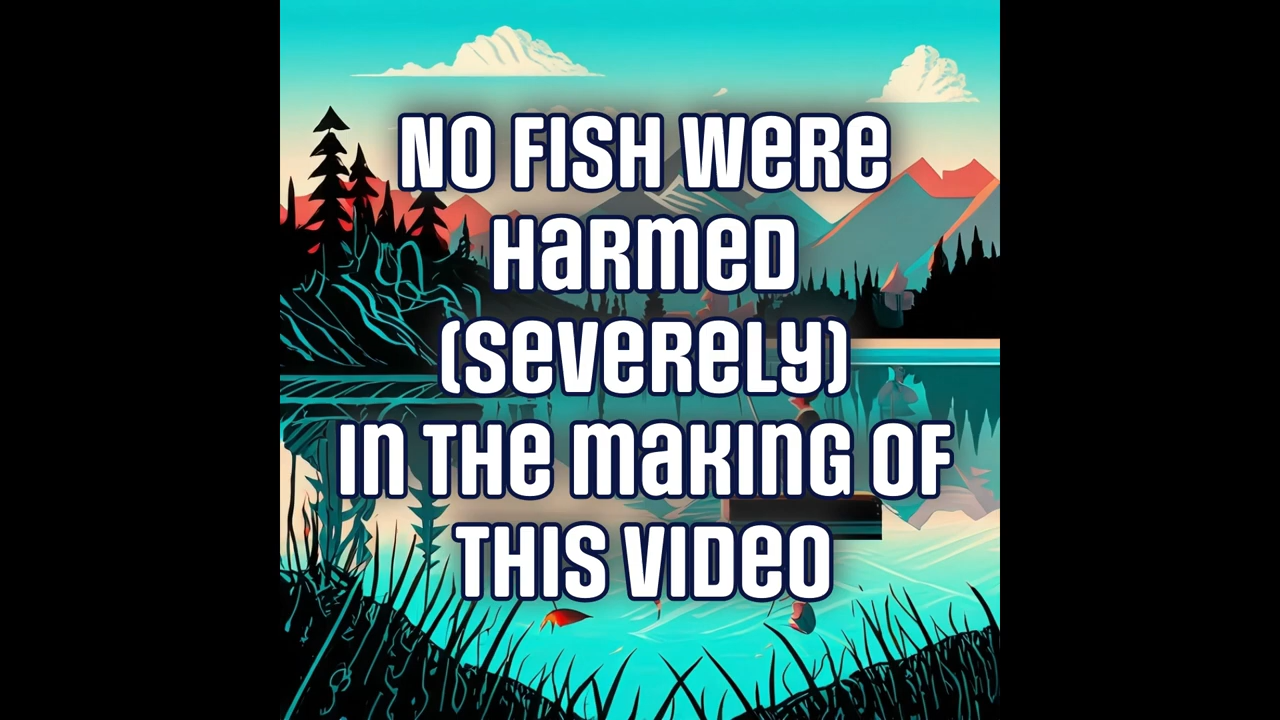 No Fish Were
Harmed
(Severely)
In The Making Of
This Video